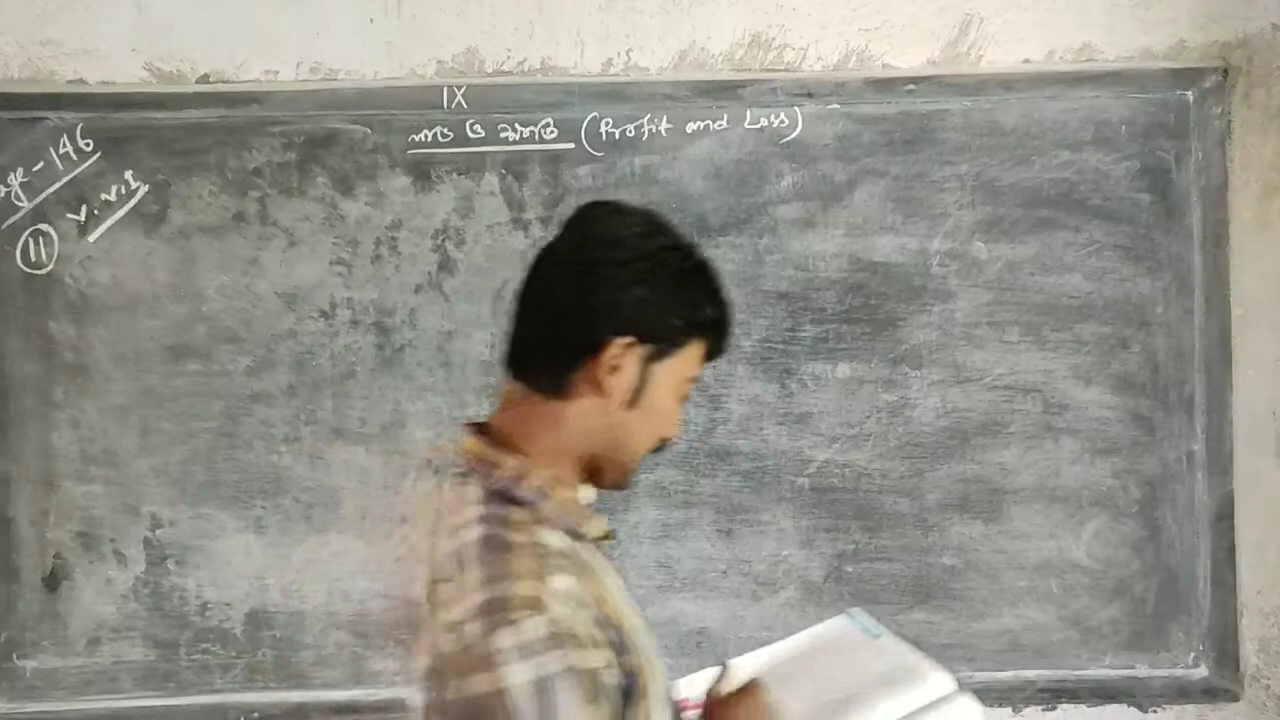 IX
লাভ ও ক্ষতি (Profit and Loss)
age-146
11 V.V.I